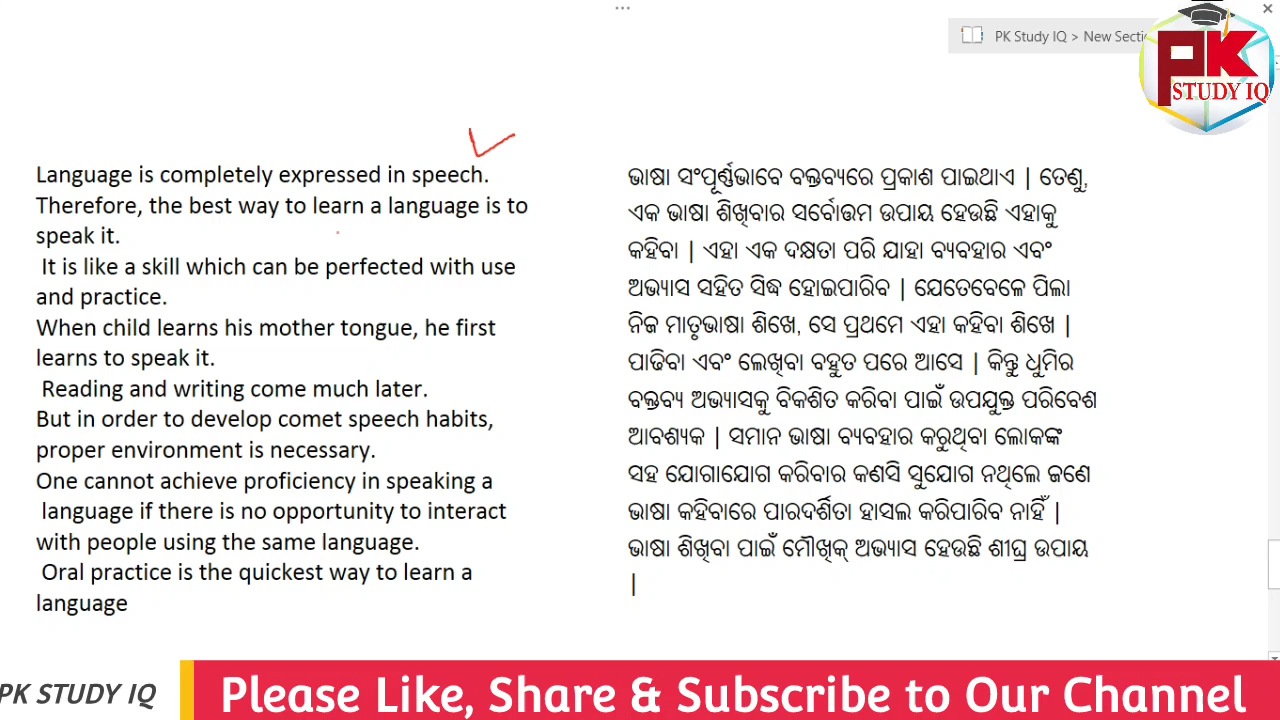 PK Study IQ > New Sectio
PK
STUDY IQ
Language is completely expressed in speech.
Therefore, the best way to learn a language is to
speak it.
It is like a skill which can be perfected with use
and practice.
When child learns his mother tongue, he first
learns to speak it.
Reading and writing come much later.
But in order to develop comet speech habits,
proper environment is necessary.
One cannot achieve proficiency in speaking a
language if there is no opportunity to interact
with people using the same language.
Oral practice is the quickest way to learn a
language
ଭାଷା ସଂପୂର୍ଣ୍ଣଭାବେ ବକ୍ତବ୍ୟରେ ପ୍ରକାଶ ପାଇଥାଏ | ତେଣୁ,
ଏକ ଭାଷା ଶିଖିବାର ସର୍ବୋତ୍ତମ ଉପାୟ ହେଉଛି ଏହାକୁ
କହିବା | ଏହା ଏକ ଦକ୍ଷତା ପରି ଯାହା ବ୍ୟବହାର ଏବଂ
ଅଭ୍ୟାସ ସହିତ ସିଦ୍ଧ ହୋଇପାରିବ | ଯେତେବେଳେ ପିଲା
ନିଜ ମାତୃଭାଷା ଶିଖେ, ସେ ପ୍ରଥମେ ଏହା କହିବା ଶିଖେ |
ପାଢିବା ଏବଂ ଲେଖିବା ବହୁତ ପରେ ଆସେ | କିନ୍ତୁ ଧୁମିର
ବକ୍ତବ୍ୟ ଅଭ୍ୟାସକୁ ବିକଶିତ କରିବା ପାଇଁ ଉପଯୁକ୍ତ ପରିବେଶ
ଆବଶ୍ୟକ | ସମାନ ଭାଷା ବ୍ୟବହାର କରୁଥିବା ଲୋକଙ୍କ
ସହ ଯୋଗାଯୋଗ କରିବାର କଣସି ସୁଯୋଗ ନଥିଲେ ଜଣେ
ଭାଷା କହିବାରେ ପାରଦର୍ଶିତା ହାସଲ କରିପାରିବ ନାହିଁ |
ଭାଷା ଶିଖିବା ପାଇଁ ମୌଖିକ୍ ଅଭ୍ୟାସ ହେଉଛି ଶୀଘ୍ର ଉପାୟ
|
PK STUDY IQ
Please Like, Share & Subscribe to Our Channel